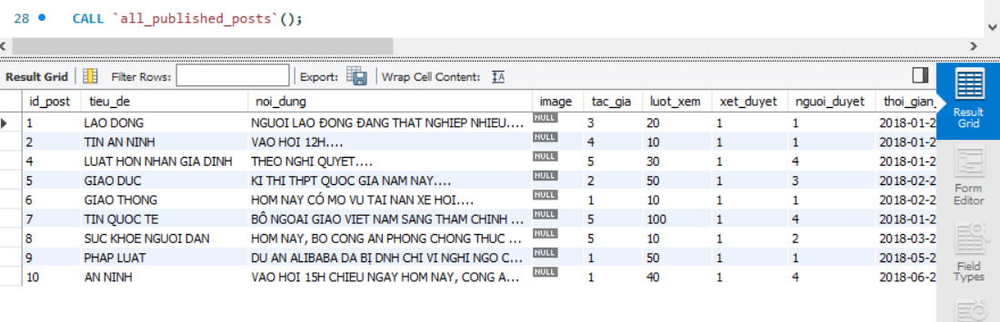 28 CALL `all_published_posts`();
Result Grid Filter Rows: Export: Wrap Cell Content:
id_post tieu_de noi_dung image tac_gia luot_xem xet_duyet nguoi_duyet thoi_gian_
1 LAO DONG NGUOI LAO ĐONG ĐANG THAT NGHIEP NHIEU.... NULL 3 20 1 1 2018-01-2
2 TIN AN NINH VAO HOI 12H.... NULL 4 10 1 1 2018-01-2
4 LUAT HON NHAN GIA DINH THEO NGHI QUYET.... NULL 5 30 1 4 2018-01-2
5 GIAO DUC KI THI THPT QUOC GIA NAM NAY.... NULL 2 50 1 3 2018-02-2
6 GIAO THONG HOM NAY CÓ MO VU TAI NAN XE HOI.... NULL 1 10 1 1 2018-02-2
7 TIN QUOC TE BÔ NGOAI GIAO VIET NAM SANG THAM CHINH ... NULL 5 100 1 4 2018-01-2
8 SUC KHOE NGUOI DAN HOM NAY, BO CONG AN PHONG CHONG THUC ... NULL 5 10 1 2 2018-03-2
9 PHAP LUAT DU AN ALIBABA DA BỊ DNH CHI VI NGHI NGO C... NULL 1 50 1 1 2018-05-2
10 AN NINH VAO HOI 15H CHIEU NGAY HOM NAY, CONG A... NULL 1 40 1 4 2018-06-2
Result
Grid
Form
Editor
Field
Types